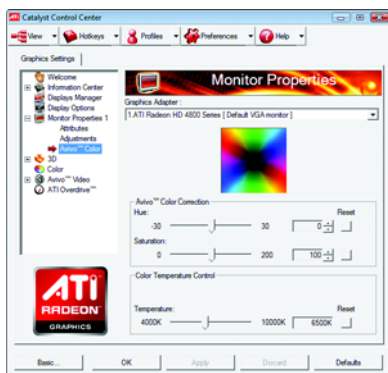 ATI Catalyst Control Center
View Hotkeys Profiles Preferences Help
Graphics Settings
Welcome
Information Center
Displays Manager
Display Options
Monitor Properties 1
Attributes
Adjustments
Avivo™ Color
3D
Color
Avivo™ Video
ATI Overdrive™
ATI
RADEON
GRAPHICS
Monitor Properties
Graphics Adapter:
1.ATI Radeon HD 4800 Series [ Default VGA monitor ]
Avivo™ Color Correction
Hue: Reset
-30 30 0
Saturation:
0 200 100
Color Temperature Control
Temperature: Reset
4000K 10000K 6500K
Basic... OK Apply Discard Defaults